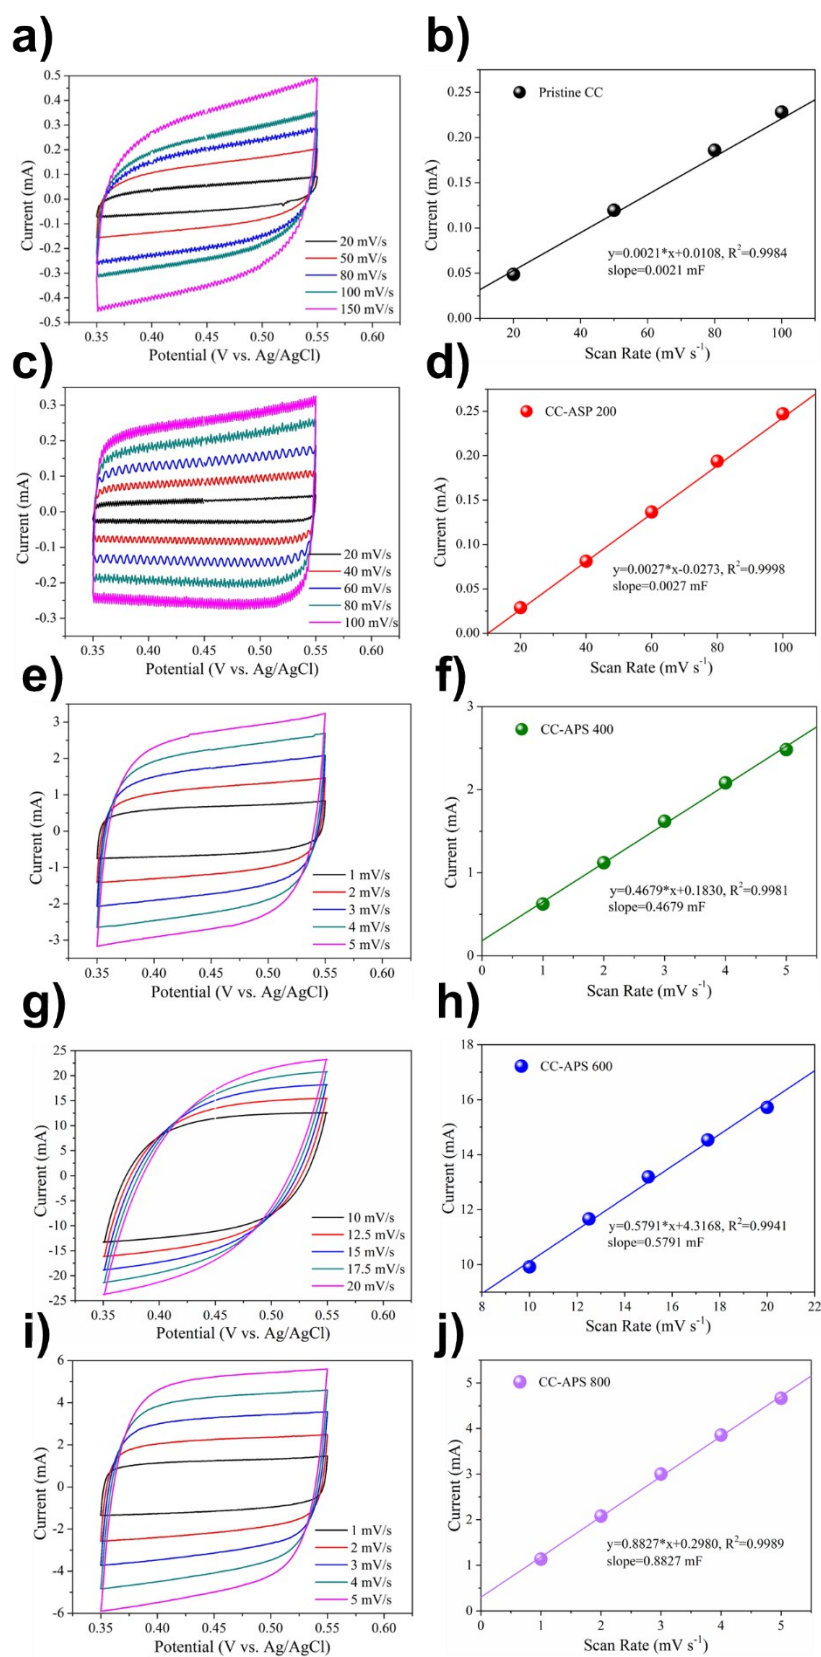 a)
0.5
0.4
0.3
0.2
0.1
0.0
-0.1
-0.2
-0.3
-0.4
-0.5
Current (mA)
20 mV/s
50 mV/s
80 mV/s
100 mV/s
150 mV/s
0.35 0.40 0.45 0.50 0.55 0.60
Potential (V vs. Ag/AgCl)
b)
0.25
0.20
0.15
0.10
0.05
0.00
Current (mA)
Pristine CC
y=0.0021*x+0.0108, R²=0.9984
slope=0.0021 mF
20 40 60 80 100
Scan Rate (mV s⁻¹)
c)
0.3
0.2
0.1
0.0
-0.1
-0.2
-0.3
Current (mA)
20 mV/s
40 mV/s
60 mV/s
80 mV/s
100 mV/s
0.35 0.40 0.45 0.50 0.55 0.60
Potential (V vs. Ag/AgCl)
d)
0.25
0.20
0.15
0.10
0.05
0.00
Current (mA)
CC-ASP 200
y=0.0027*x-0.0273, R²=0.9998
slope=0.0027 mF
20 40 60 80 100
Scan Rate (mV s⁻¹)
e)
3
2
1
0
-1
-2
-3
Current (mA)
1 mV/s
2 mV/s
3 mV/s
4 mV/s
5 mV/s
0.35 0.40 0.45 0.50 0.55 0.60
Potential (V vs. Ag/AgCl)
f)
3
2
1
0
Current (mA)
CC-APS 400
y=0.4679*x+0.1830, R²=0.9981
slope=0.4679 mF
0 1 2 3 4 5
Scan Rate (mV s⁻¹)
g)
25
20
15
10
5
0
-5
-10
-15
-20
-25
Current (mA)
10 mV/s
12.5 mV/s
15 mV/s
17.5 mV/s
20 mV/s
0.35 0.40 0.45 0.50 0.55 0.60
Potential (V vs. Ag/AgCl)
h)
18
16
14
12
10
Current (mA)
CC-APS 600
y=0.5791*x+4.3168, R²=0.9941
slope=0.5791 mF
8 10 12 14 16 18 20 22
Scan Rate (mV s⁻¹)
i)
6
4
2
0
-2
-4
-6
Current (mA)
1 mV/s
2 mV/s
3 mV/s
4 mV/s
5 mV/s
0.35 0.40 0.45 0.50 0.55 0.60
Potential (V vs. Ag/AgCl)
j)
5
4
3
2
1
0
Current (mA)
CC-APS 800
y=0.8827*x+0.2980, R²=0.9989
slope=0.8827 mF
0 1 2 3 4 5
Scan Rate (mV s⁻¹)